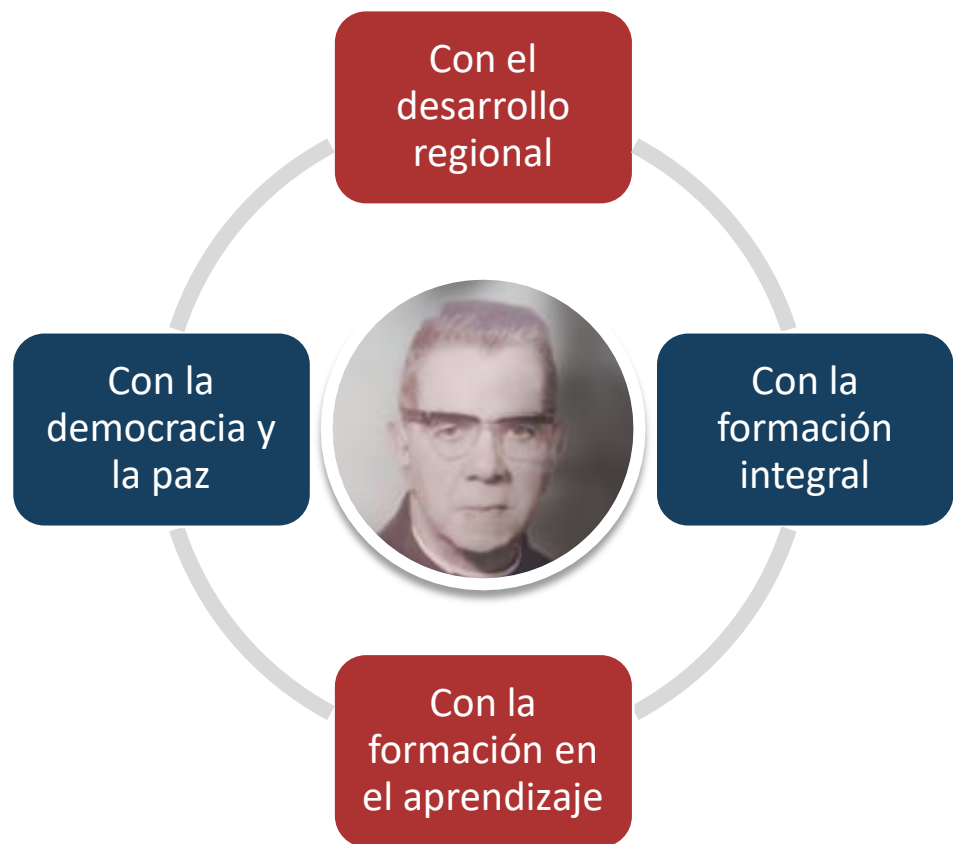 Con el
desarrollo
regional
Con la
democracia y
la paz
Con la
formación
integral
Con la
formación en
el aprendizaje